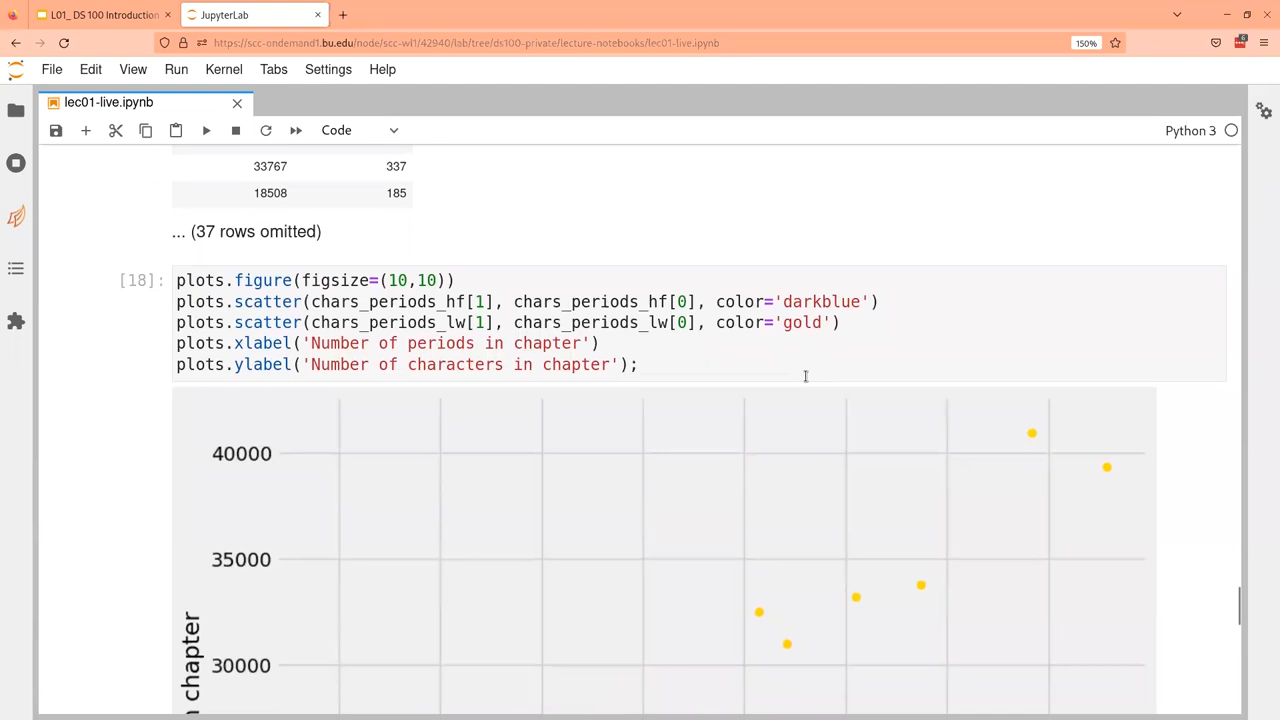 L01_ DS 100 Introduction
JupyterLab
https://scc-ondemand1.bu.edu/node/scc-wl1/42940/lab/tree/ds100-private/lecture-notebooks/lec01-live.ipynb
150%
6
File Edit View Run Kernel Tabs Settings Help
lec01-live.ipynb
Code
Python 3
33767 337
18508 185
... (37 rows omitted)
[18]:
plots.figure(figsize=(10,10))
plots.scatter(chars_periods_hf[1], chars_periods_hf[0], color='darkblue')
plots.scatter(chars_periods_lw[1], chars_periods_lw[0], color='gold')
plots.xlabel('Number of periods in chapter')
plots.ylabel('Number of characters in chapter');
40000
35000
30000
chapter